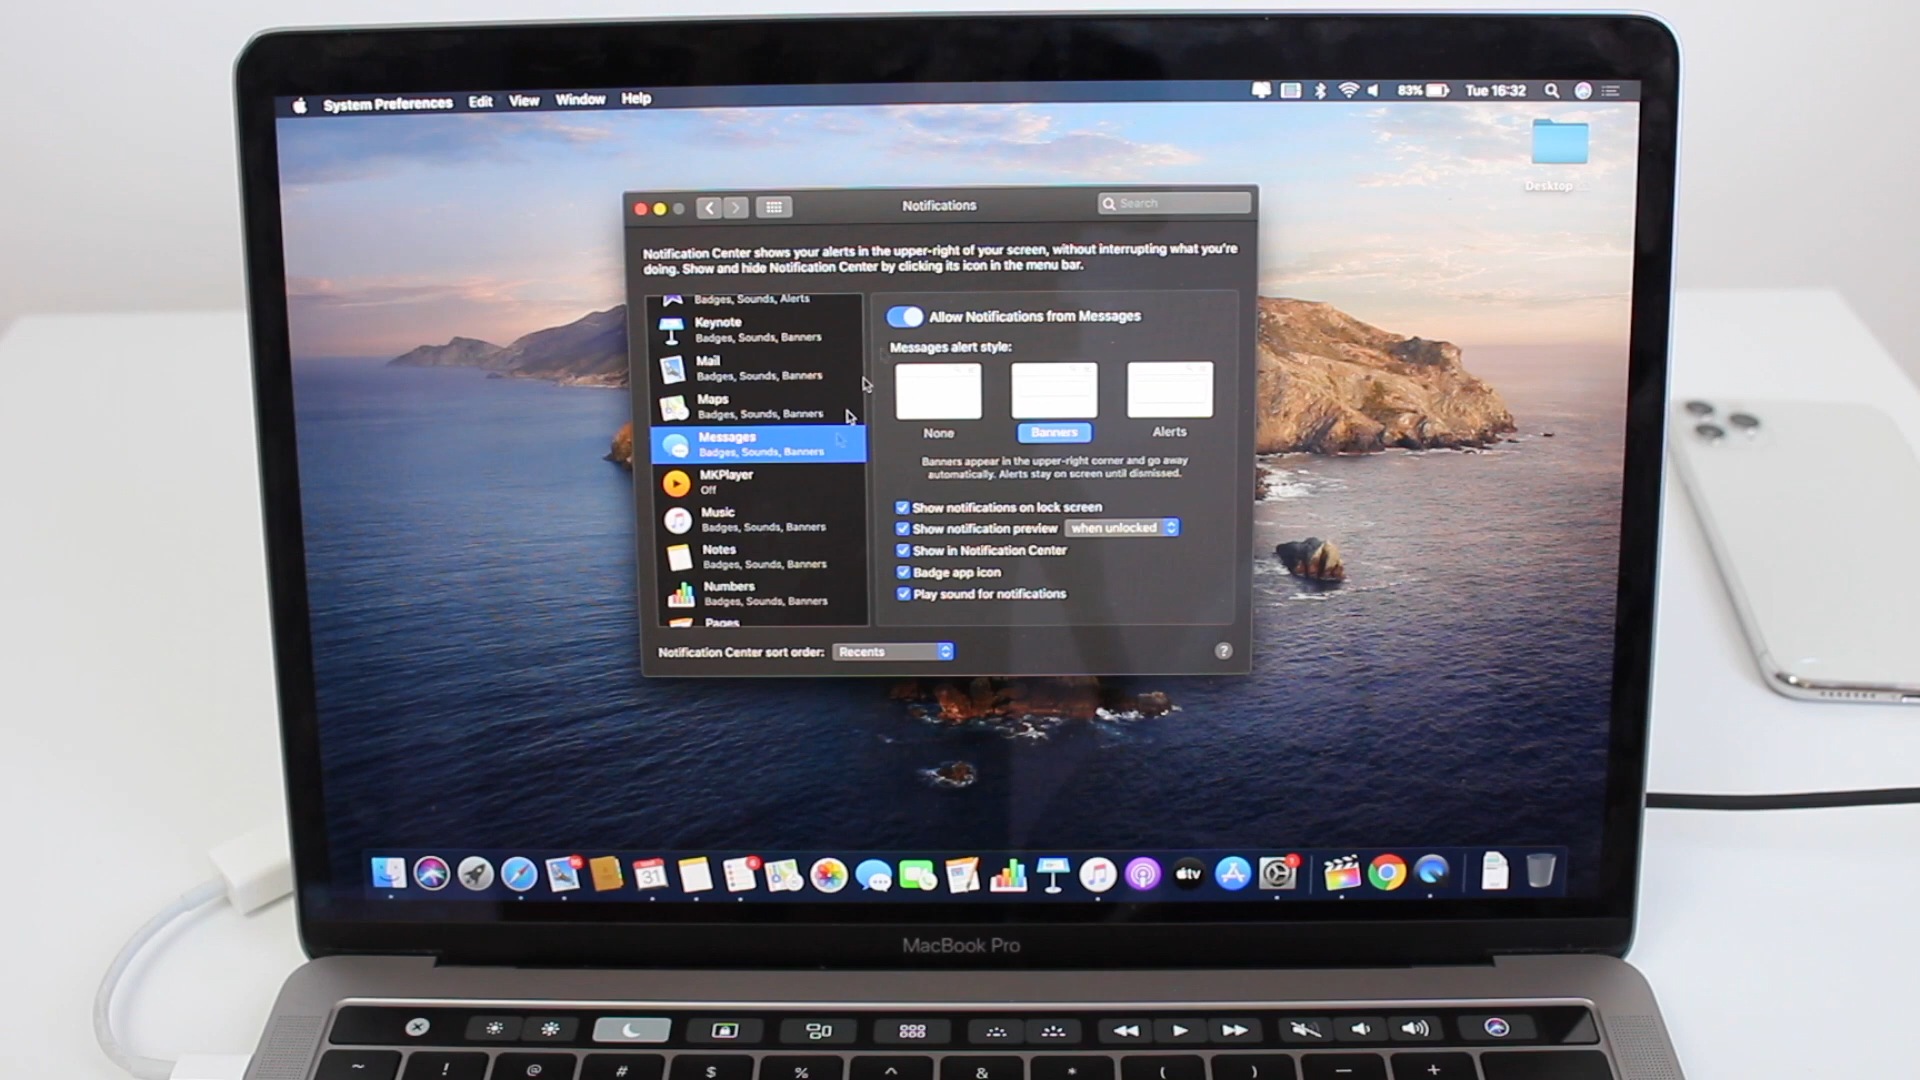 System Preferences Edit View Window Help
83% Tue 16:32
Desktop
Notifications
Search
Notification Center shows your alerts in the upper-right of your screen, without interrupting what you're
doing. Show and hide Notification Center by clicking its icon in the menu bar.
Badges, Sounds, Alerts
Keynote
Badges, Sounds, Banners
Mail
Badges, Sounds, Banners
Maps
Badges, Sounds, Banners
Messages
Badges, Sounds, Banners
MKPlayer
Off
Music
Badges, Sounds, Banners
Notes
Badges, Sounds, Banners
Numbers
Badges, Sounds, Banners
Pages
Allow Notifications from Messages
Messages alert style:
None
Banners
Alerts
Banners appear in the upper-right corner and go away
automatically. Alerts stay on screen until dismissed.
Show notifications on lock screen
Show notification preview when unlocked
Show in Notification Center
Badge app icon
Play sound for notifications
Notification Center sort order: Recents
?
31
tv
MacBook Pro
~ ! @ # $ % ^ & * ( ) — +